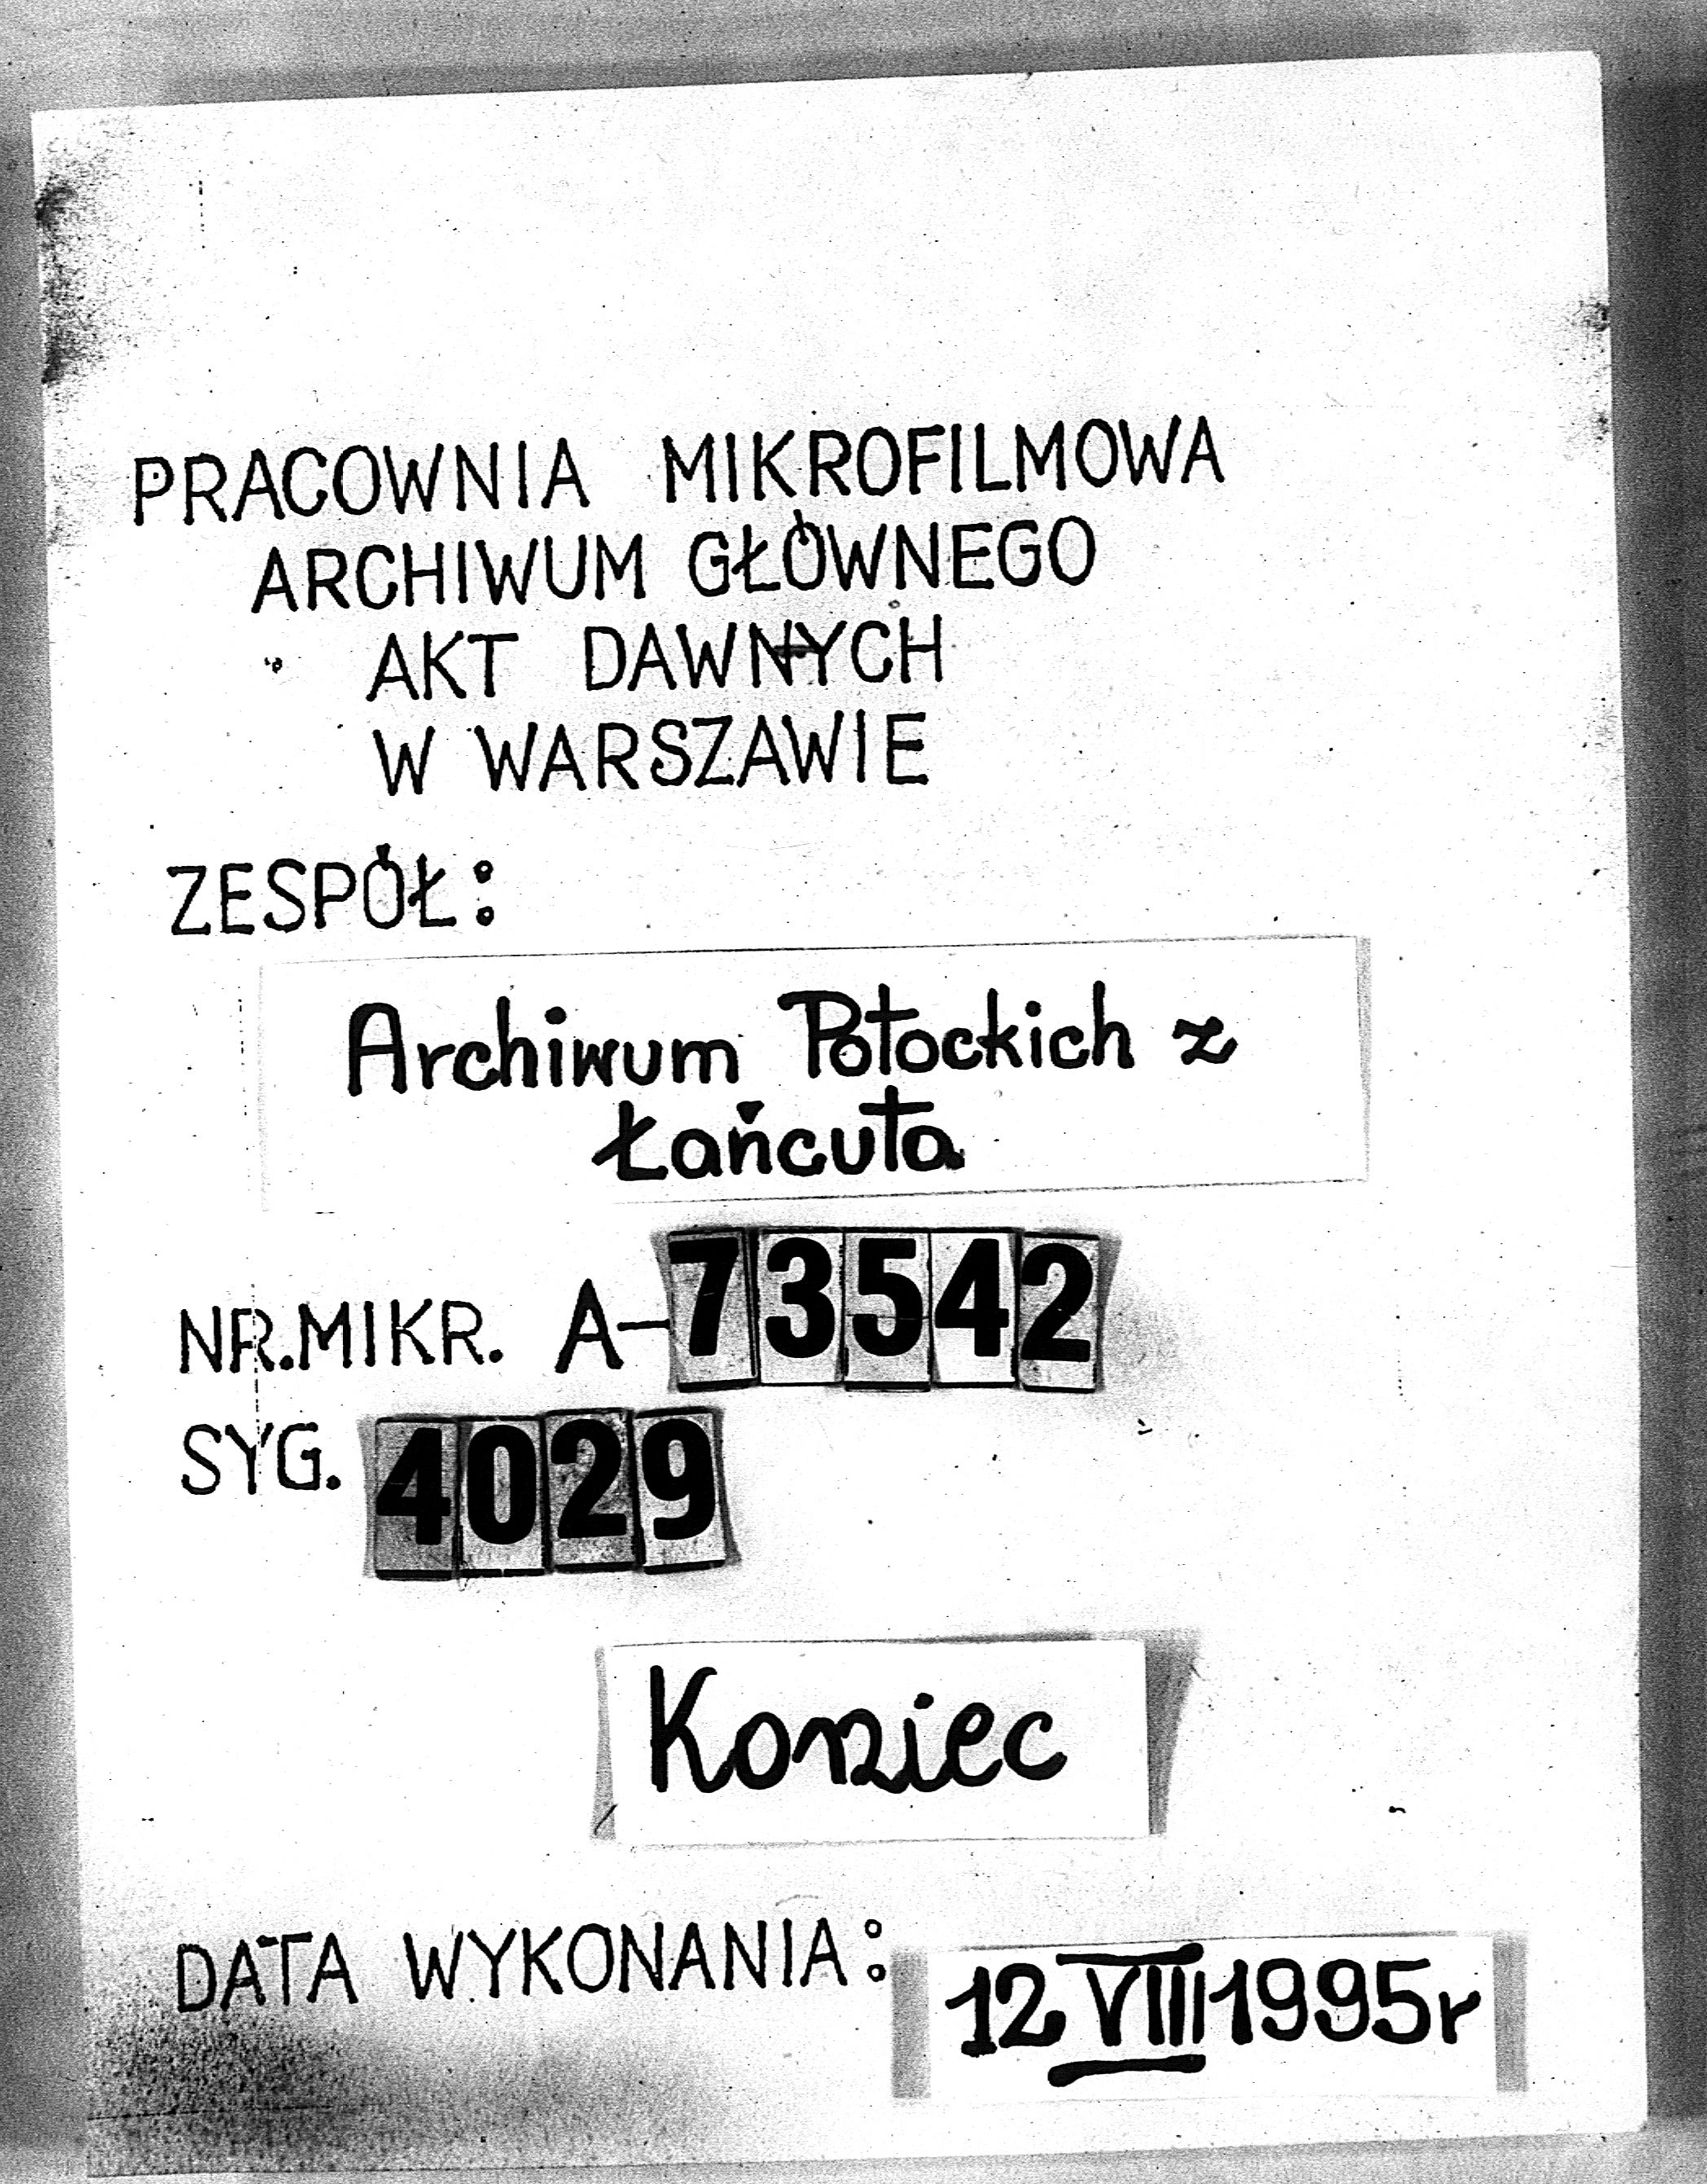 PRACOWNIA MIKROFILMOWA
ARCHIWUM GŁÓWNEGO
AKT DAWNYCH
W WARSZAWIE
ZESPÓŁ:
Archiwum Potockich z
Łańcuta
NR.MIKR. A-73542
SYG. 4029
Koniec
DATA WYKONANIA: 12 VIII 1995r